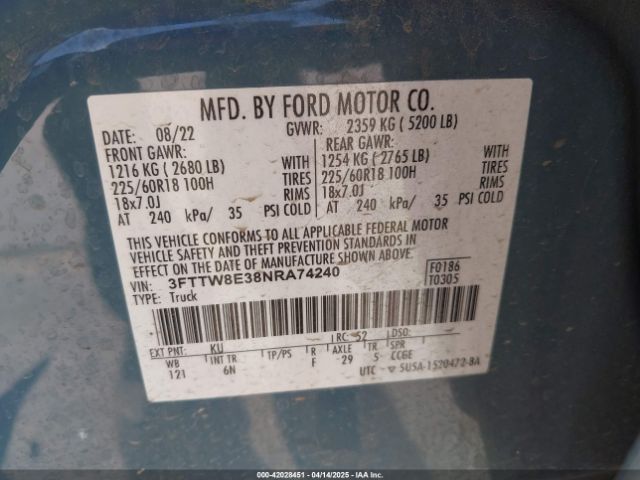 MFD. BY FORD MOTOR CO.
DATE: 08/22 GVWR: 2359 KG ( 5200 LB)
FRONT GAWR: REAR GAWR:
1216 KG ( 2680 LB) WITH 1254 KG ( 2765 LB) WITH
225/60R18 100H TIRES 225/60R18 100H TIRES
18x7.0J RIMS 18x7.0J RIMS
AT 240 kPa/ 35 PSI COLD AT 240 kPa/ 35 PSI COLD
THIS VEHICLE CONFORMS TO ALL APPLICABLE FEDERAL MOTOR
VEHICLE SAFETY AND THEFT PREVENTION STANDARDS IN
EFFECT ON THE DATE OF MANUFACTURE SHOWN ABOVE.
VIN: 3FTTW8E38NRA74240 F0186
TYPE: Truck T0305
EXT PNT: KU RC: 52 DSO:
WB INT TR TP/PS R AXLE TR SPR
121 6N F 29 5 CCGE
UTC 5U5A-1520472-BA
000-42028451 - 04/14/2025 - IAA Inc.